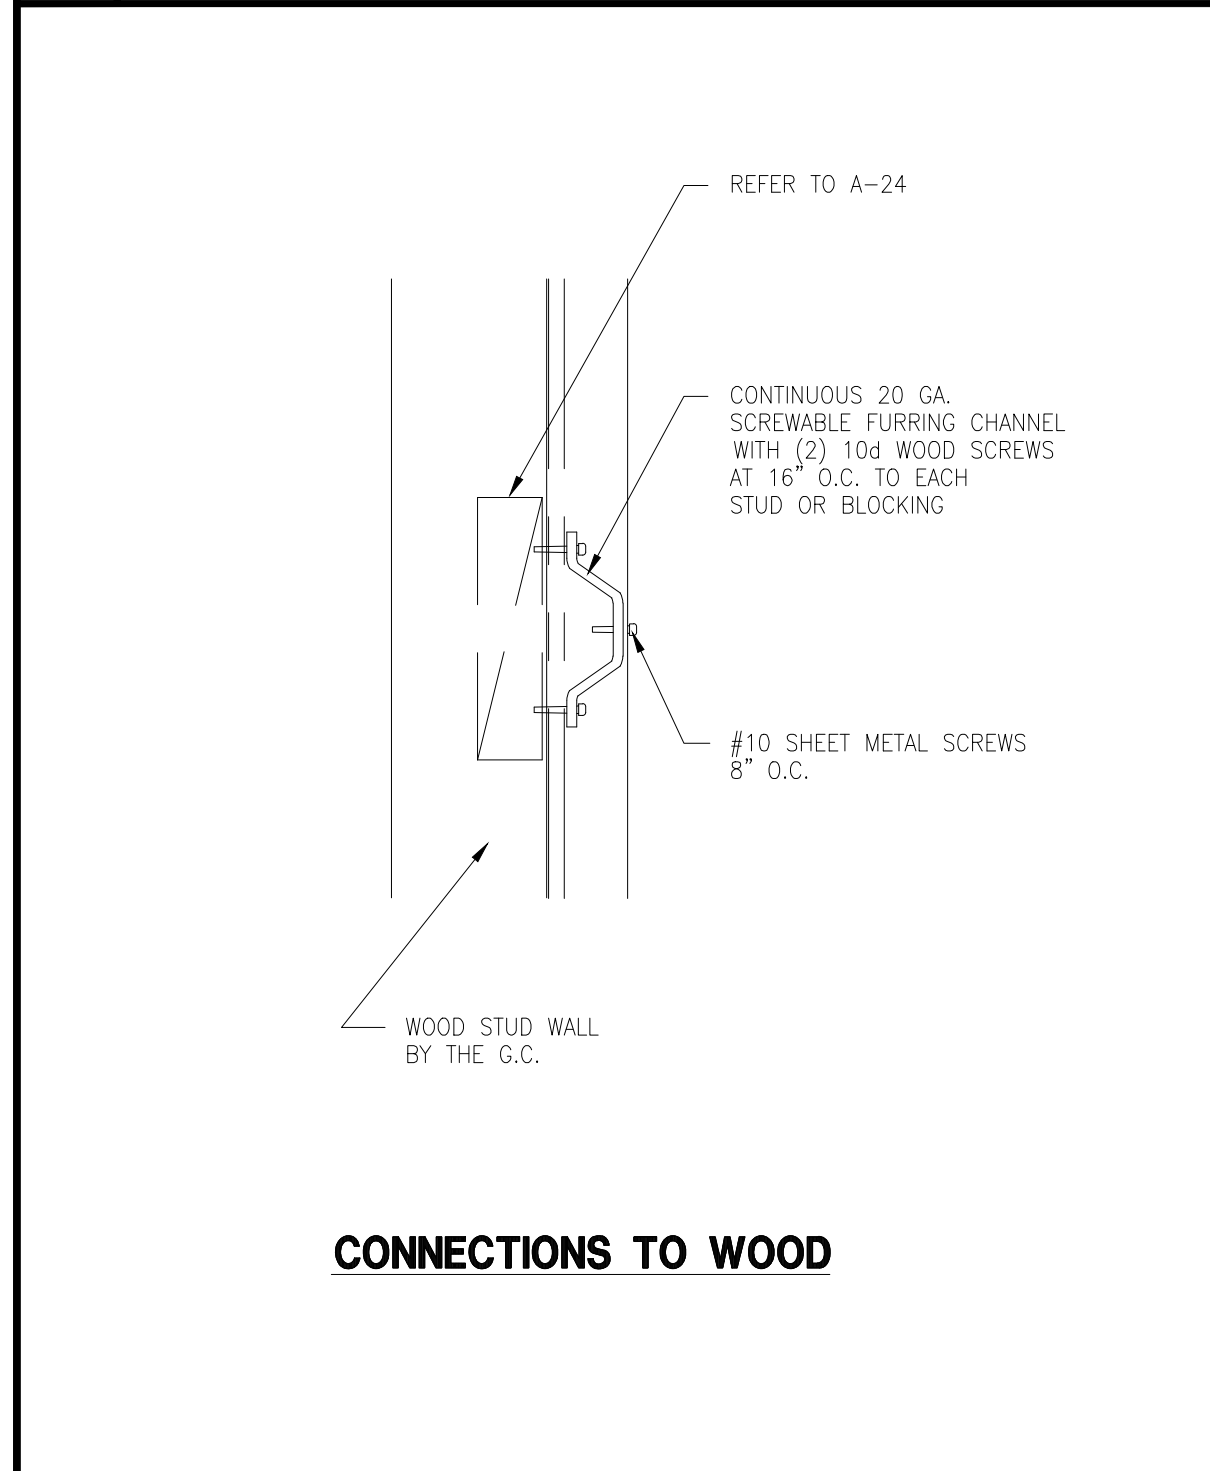 REFER TO A-24
CONTINUOUS 20 GA.
SCREWABLE FURRING CHANNEL
WITH (2) 10d WOOD SCREWS
AT 16" O.C. TO EACH
STUD OR BLOCKING
#10 SHEET METAL SCREWS
8" O.C.
WOOD STUD WALL
BY THE G.C.
CONNECTIONS TO WOOD